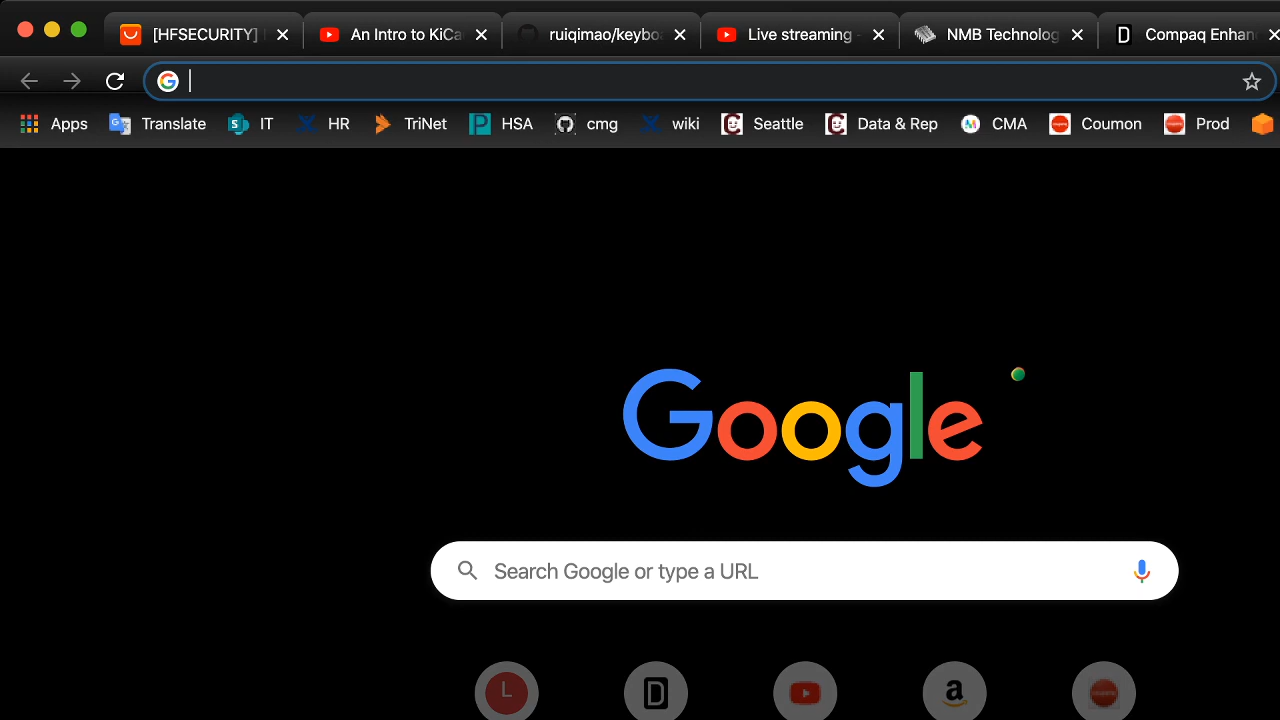 [HFSECURITY] An Intro to KiCa ruiqimao/keybo Live streaming - NMB Technolog Compaq Enhan
Apps Translate IT HR TriNet HSA cmg wiki Seattle Data & Rep CMA Coumon Prod
Google
Search Google or type a URL
L D a